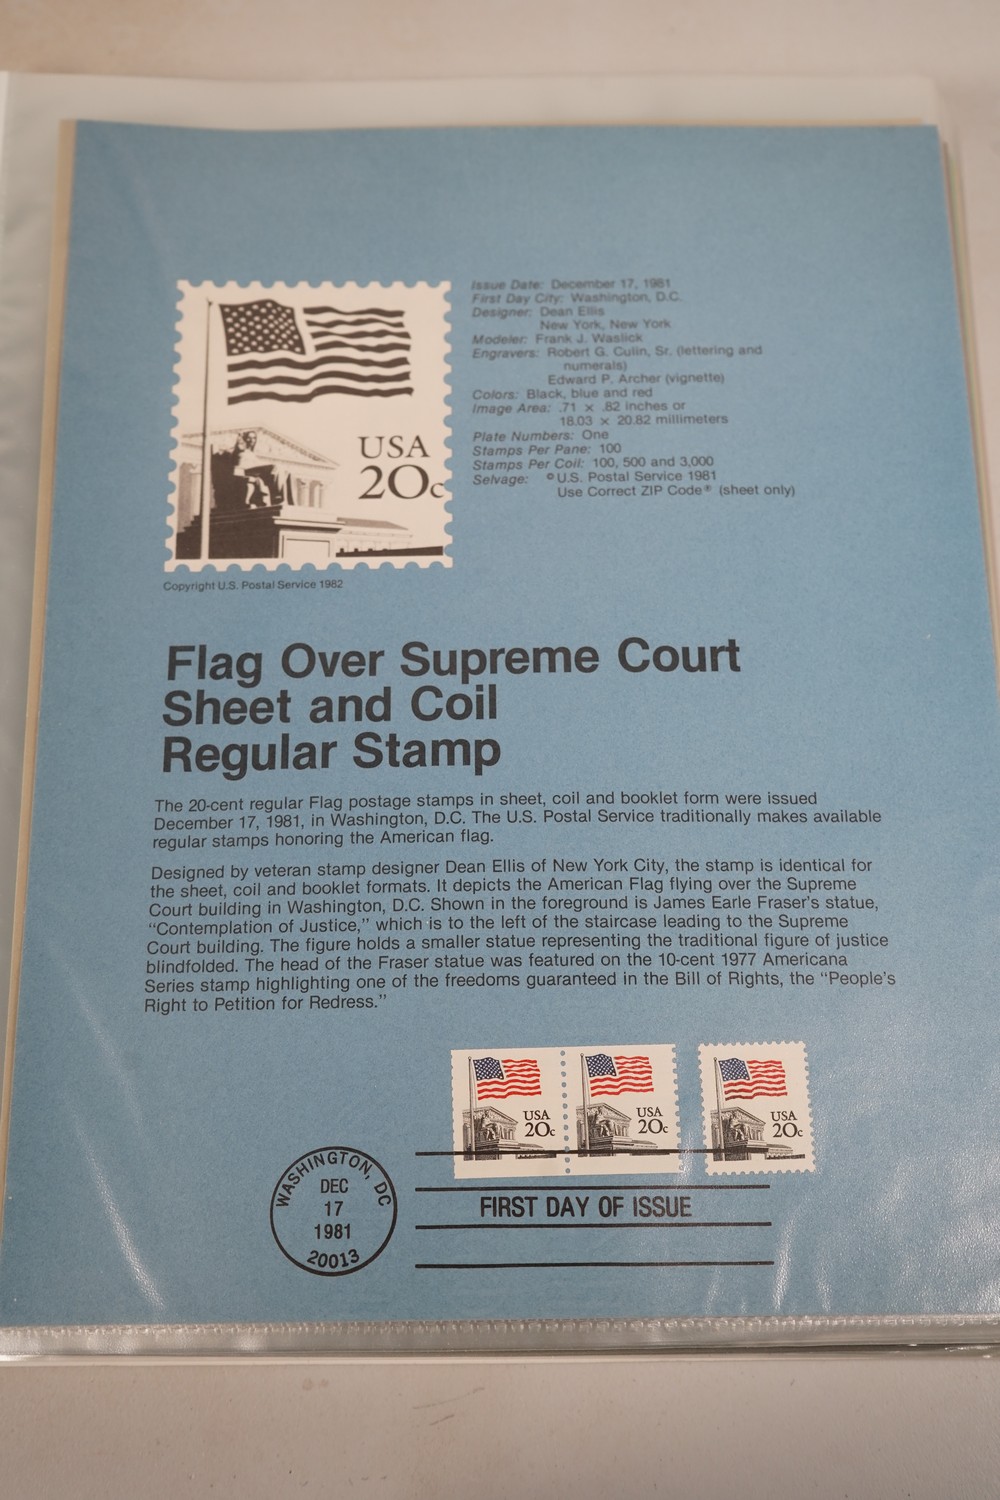 USA
20c
Copyright U.S. Postal Service 1982
Issue Date: December 17, 1981
First Day City: Washington, D.C.
Designer: Dean Ellis
New York, New York
Modeler: Frank J. Waslick
Engravers: Robert G. Culin, Sr. (lettering and
numerals)
Edward P. Archer (vignette)
Colors: Black, blue and red
Image Area: .71 × .82 inches or
18.03 × 20.82 millimeters
Plate Numbers: One
Stamps Per Pane: 100
Stamps Per Coil: 100, 500 and 3,000
Selvage: ©U.S. Postal Service 1981
Use Correct ZIP Code® (sheet only)
Flag Over Supreme Court
Sheet and Coil
Regular Stamp
The 20-cent regular Flag postage stamps in sheet, coil and booklet form were issued
December 17, 1981, in Washington, D.C. The U.S. Postal Service traditionally makes available
regular stamps honoring the American flag.
Designed by veteran stamp designer Dean Ellis of New York City, the stamp is identical for
the sheet, coil and booklet formats. It depicts the American Flag flying over the Supreme
Court building in Washington, D.C. Shown in the foreground is James Earle Fraser's statue,
"Contemplation of Justice," which is to the left of the staircase leading to the Supreme
Court building. The figure holds a smaller statue representing the traditional figure of justice
blindfolded. The head of the Fraser statue was featured on the 10-cent 1977 Americana
Series stamp highlighting one of the freedoms guaranteed in the Bill of Rights, the "People's
Right to Petition for Redress."
USA
20c
USA
20c
USA
20c
WASHINGTON, DC
DEC
17
1981
20013
FIRST DAY OF ISSUE